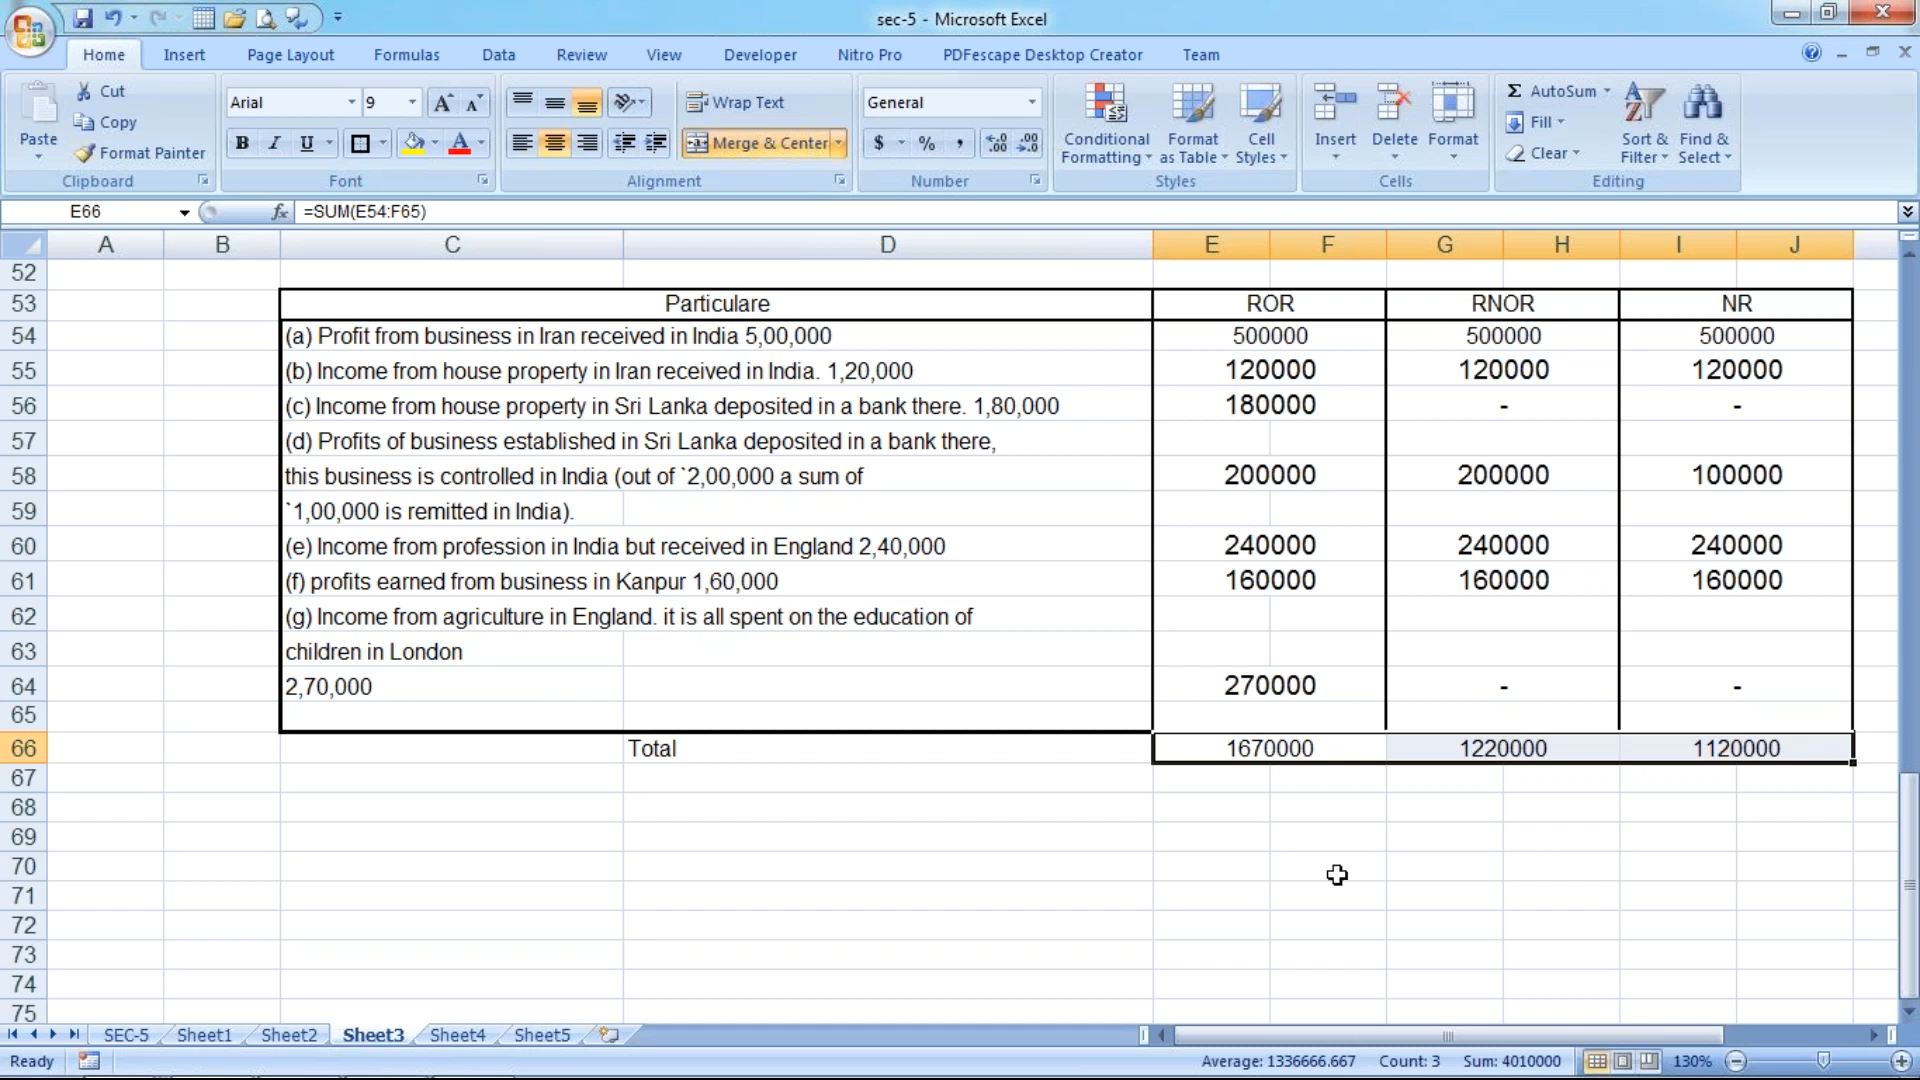 sec-5 - Microsoft Excel
Home Insert Page Layout Formulas Data Review View Developer Nitro Pro PDFescape Desktop Creator Team
Paste
Cut
Copy
Format Painter
Clipboard
Arial 9
B I U
Font
Wrap Text
Merge & Center
Alignment
General
$ % ,
Number
Conditional Formatting
Format as Table
Cell Styles
Styles
Insert
Delete
Format
Cells
Σ AutoSum
Fill
Clear
Sort & Filter
Find & Select
Editing
E66 fx =SUM(E54:F65)
A B C D E F G H I J
52
53 Particulare ROR RNOR NR
54 (a) Profit from business in Iran received in India 5,00,000 500000 500000 500000
55 (b) Income from house property in Iran received in India. 1,20,000 120000 120000 120000
56 (c) Income from house property in Sri Lanka deposited in a bank there. 1,80,000 180000 - -
57 (d) Profits of business established in Sri Lanka deposited in a bank there,
58 this business is controlled in India (out of `2,00,000 a sum of 200000 200000 100000
59 `1,00,000 is remitted in India).
60 (e) Income from profession in India but received in England 2,40,000 240000 240000 240000
61 (f) profits earned from business in Kanpur 1,60,000 160000 160000 160000
62 (g) Income from agriculture in England. it is all spent on the education of
63 children in London
64 2,70,000 270000 - -
65
66 Total 1670000 1220000 1120000
67
68
69
70
71
72
73
74
75
SEC-5 Sheet1 Sheet2 Sheet3 Sheet4 Sheet5
Ready Average: 1336666.667 Count: 3 Sum: 4010000 130%